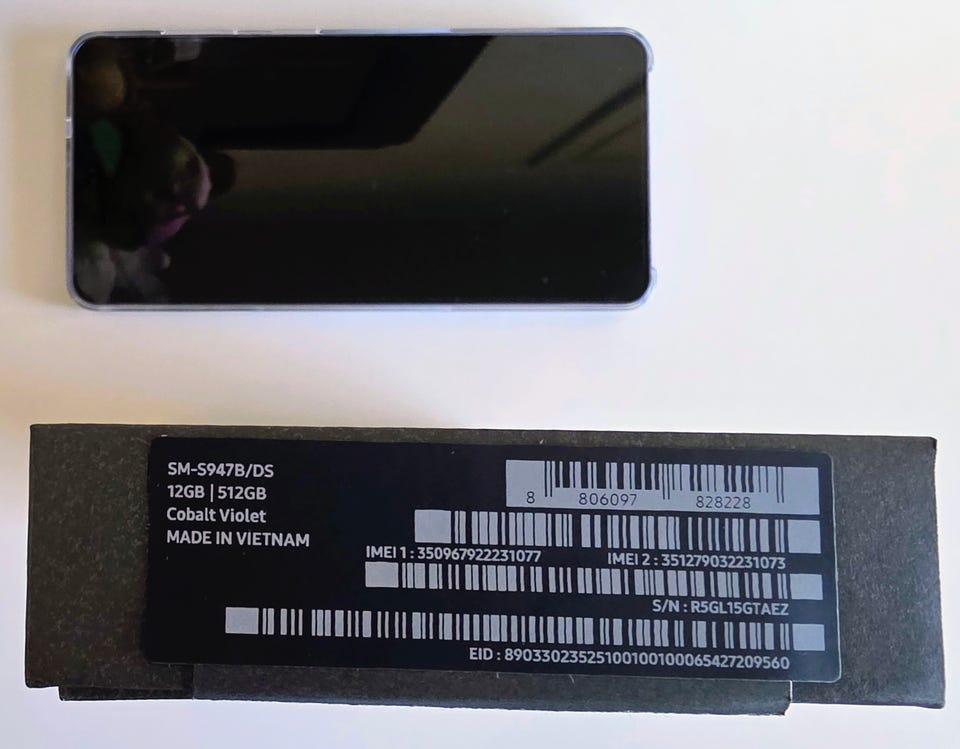 SM-S947B/DS
12GB | 512GB
Cobalt Violet
MADE IN VIETNAM
8 806097 828228
IMEI 1 : 350967922231077 IMEI 2 : 351279032231073
S/N : R5GL15GTAEZ
EID : 89033023525100100100065427209560